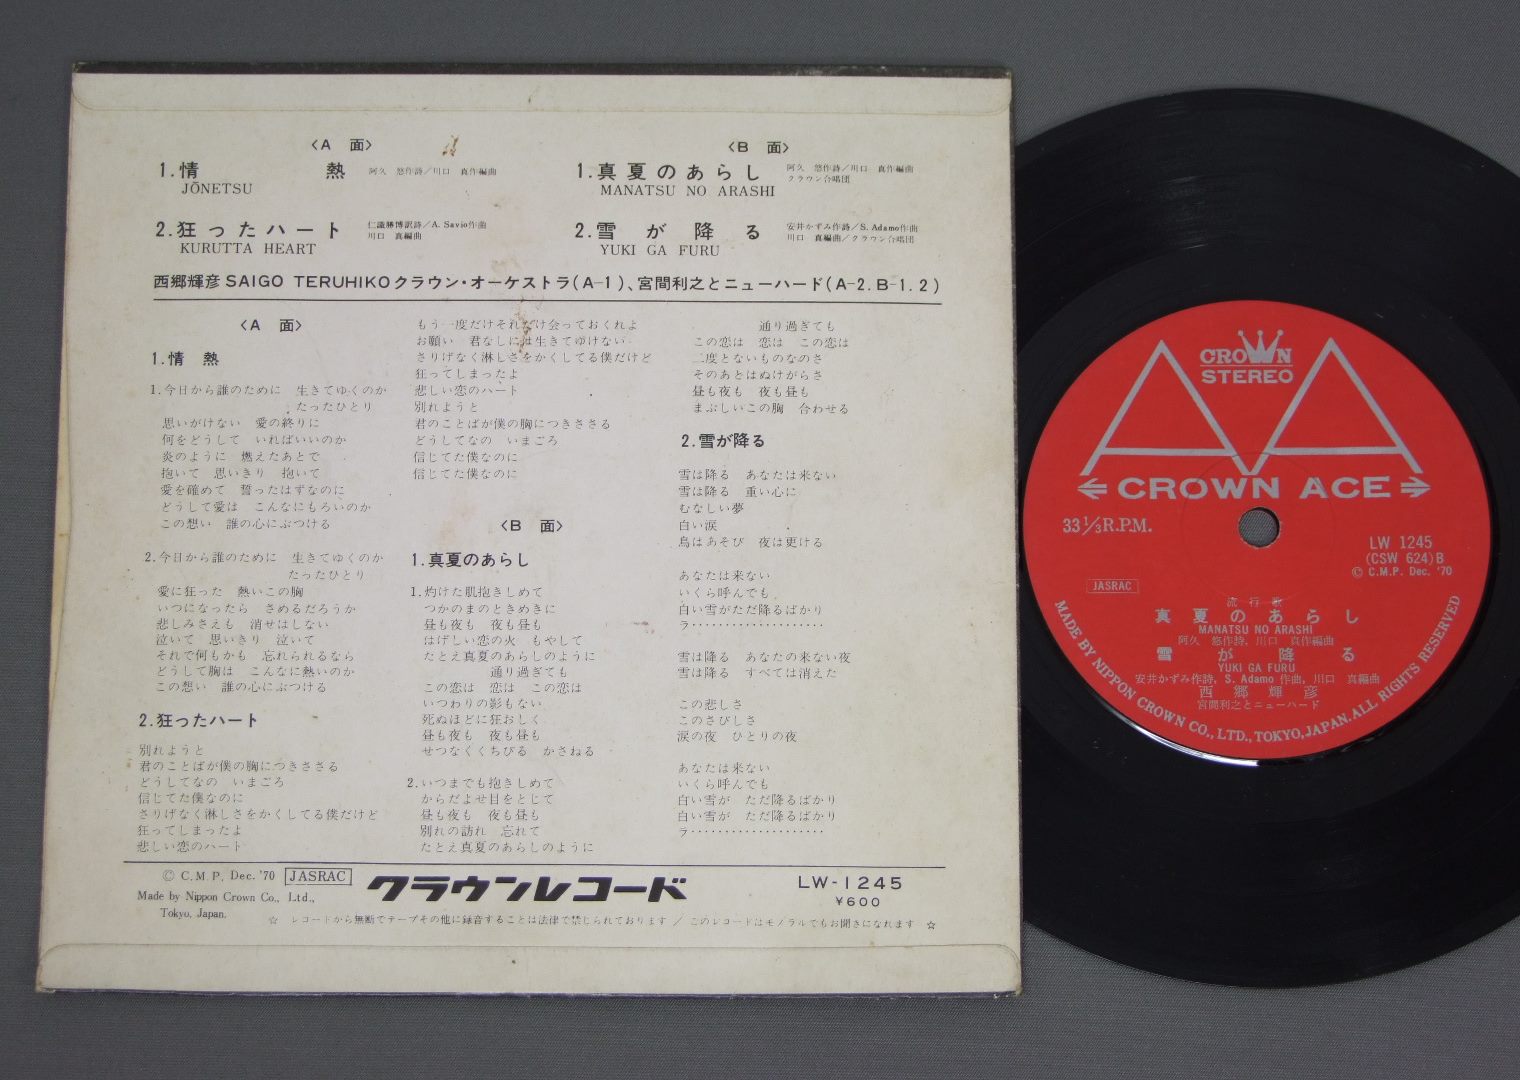 〈A 面〉
1.情 熱 阿久 悠作詩／川口 真作編曲
JŌNETSU
2.狂ったハート 仁議勝博訳詩／A. Savio作曲
川口 真編曲
KURUTTA HEART
〈B 面〉
1.真夏のあらし 阿久 悠作詩／川口 真作編曲
クラウン合唱団
MANATSU NO ARASHI
2.雪が降る 安井かずみ作詩／S. Adamo作曲
川口 真編曲／クラウン合唱団
YUKI GA FURU
西郷輝彦 SAIGO TERUHIKO クラウン・オーケストラ(A-1)、宮間利之とニューハード(A-2.B-1.2)
〈A 面〉
1.情 熱
1.今日から誰のために 生きてゆくのか
たったひとり
思いがけない 愛の終りに
何をどうして いればいいのか
炎のように 燃えたあとで
抱いて 思いきり 抱いて
愛を確めて 誓ったはずなのに
どうして愛は こんなにもろいのか
この想い 誰の心にぶつける
2.今日から誰のために 生きてゆくのか
たったひとり
愛に狂った 熱いこの胸
いつになったら さめるだろうか
悲しみさえも 消せはしない
泣いて 思いきり 泣いて
それで何もかも 忘れられるなら
どうして胸は こんなに熱いのか
この想い 誰の心にぶつける
2.狂ったハート
別れようと
君のことばが僕の胸につきささる
どうしてなの いまごろ
信じてた僕なのに
さりげなく淋しさをかくしてる僕だけど
狂ってしまったよ
悲しい恋のハート
もう一度だけそれだけ会っておくれよ
お願い 君なしには生きてゆけない
さりげなく淋しさをかくしてる僕だけど
狂ってしまったよ
悲しい恋のハート
別れようと
君のことばが僕の胸につきささる
どうしてなの いまごろ
信じてた僕なのに
信じてた僕なのに
〈B 面〉
1.真夏のあらし
1.灼けた肌抱きしめて
つかのまのときめきに
昼も夜も 夜も昼も
はげしい恋の火 もやして
たとえ真夏のあらしのように
通り過ぎても
この恋は 恋は この恋は
いつわりの影もない
死ぬほどに狂おしく
昼も夜も 夜も昼も
せつなくくちびる かさねる
2.いつまでも抱きしめて
からだよせ目をとじて
昼も夜も 夜も昼も
別れの訪れ 忘れて
たとえ真夏のあらしのように
通り過ぎても
この恋は 恋は この恋は
二度とないものなのさ
そのあとはぬけがらさ
昼も夜も 夜も昼も
まぶしいこの胸 合わせる
2.雪が降る
雪は降る あなたは来ない
雪は降る 重い心に
むなしい夢
白い涙
鳥はあそび 夜は更ける
あなたは来ない
いくら呼んでも
白い雪がただ降るばかり
ラ‥‥‥‥‥‥‥‥‥‥
雪は降る あなたの来ない夜
雪は降る すべては消えた
この悲しさ
このさびしさ
涙の夜 ひとりの夜
あなたは来ない
いくら呼んでも
白い雪が ただ降るばかり
白い雪が ただ降るばかり
ラ‥‥‥‥‥‥‥‥‥‥
© C.M.P. Dec. '70 JASRAC
Made by Nippon Crown Co., Ltd.,
Tokyo, Japan.
クラウンレコード
LW-1245
¥600
☆ レコードから無断でテープその他に録音することは法律で禁じられております ／ このレコードはモノラルでもお聞きになれます ☆
CROWN
STEREO
CROWN ACE
33⅓R.P.M.
LW 1245
(CSW 624)B
© C.M.P. Dec. '70
JASRAC
流行歌
真夏のあらし
MANATSU NO ARASHI
阿久 悠作詩, 川口 真作編曲
雪が降る
YUKI GA FURU
安井かずみ作詩, S. Adamo 作曲, 川口 真編曲
西郷輝彦
宮間利之とニューハード
MADE BY NIPPON CROWN CO., LTD., TOKYO, JAPAN. ALL RIGHTS RESERVED